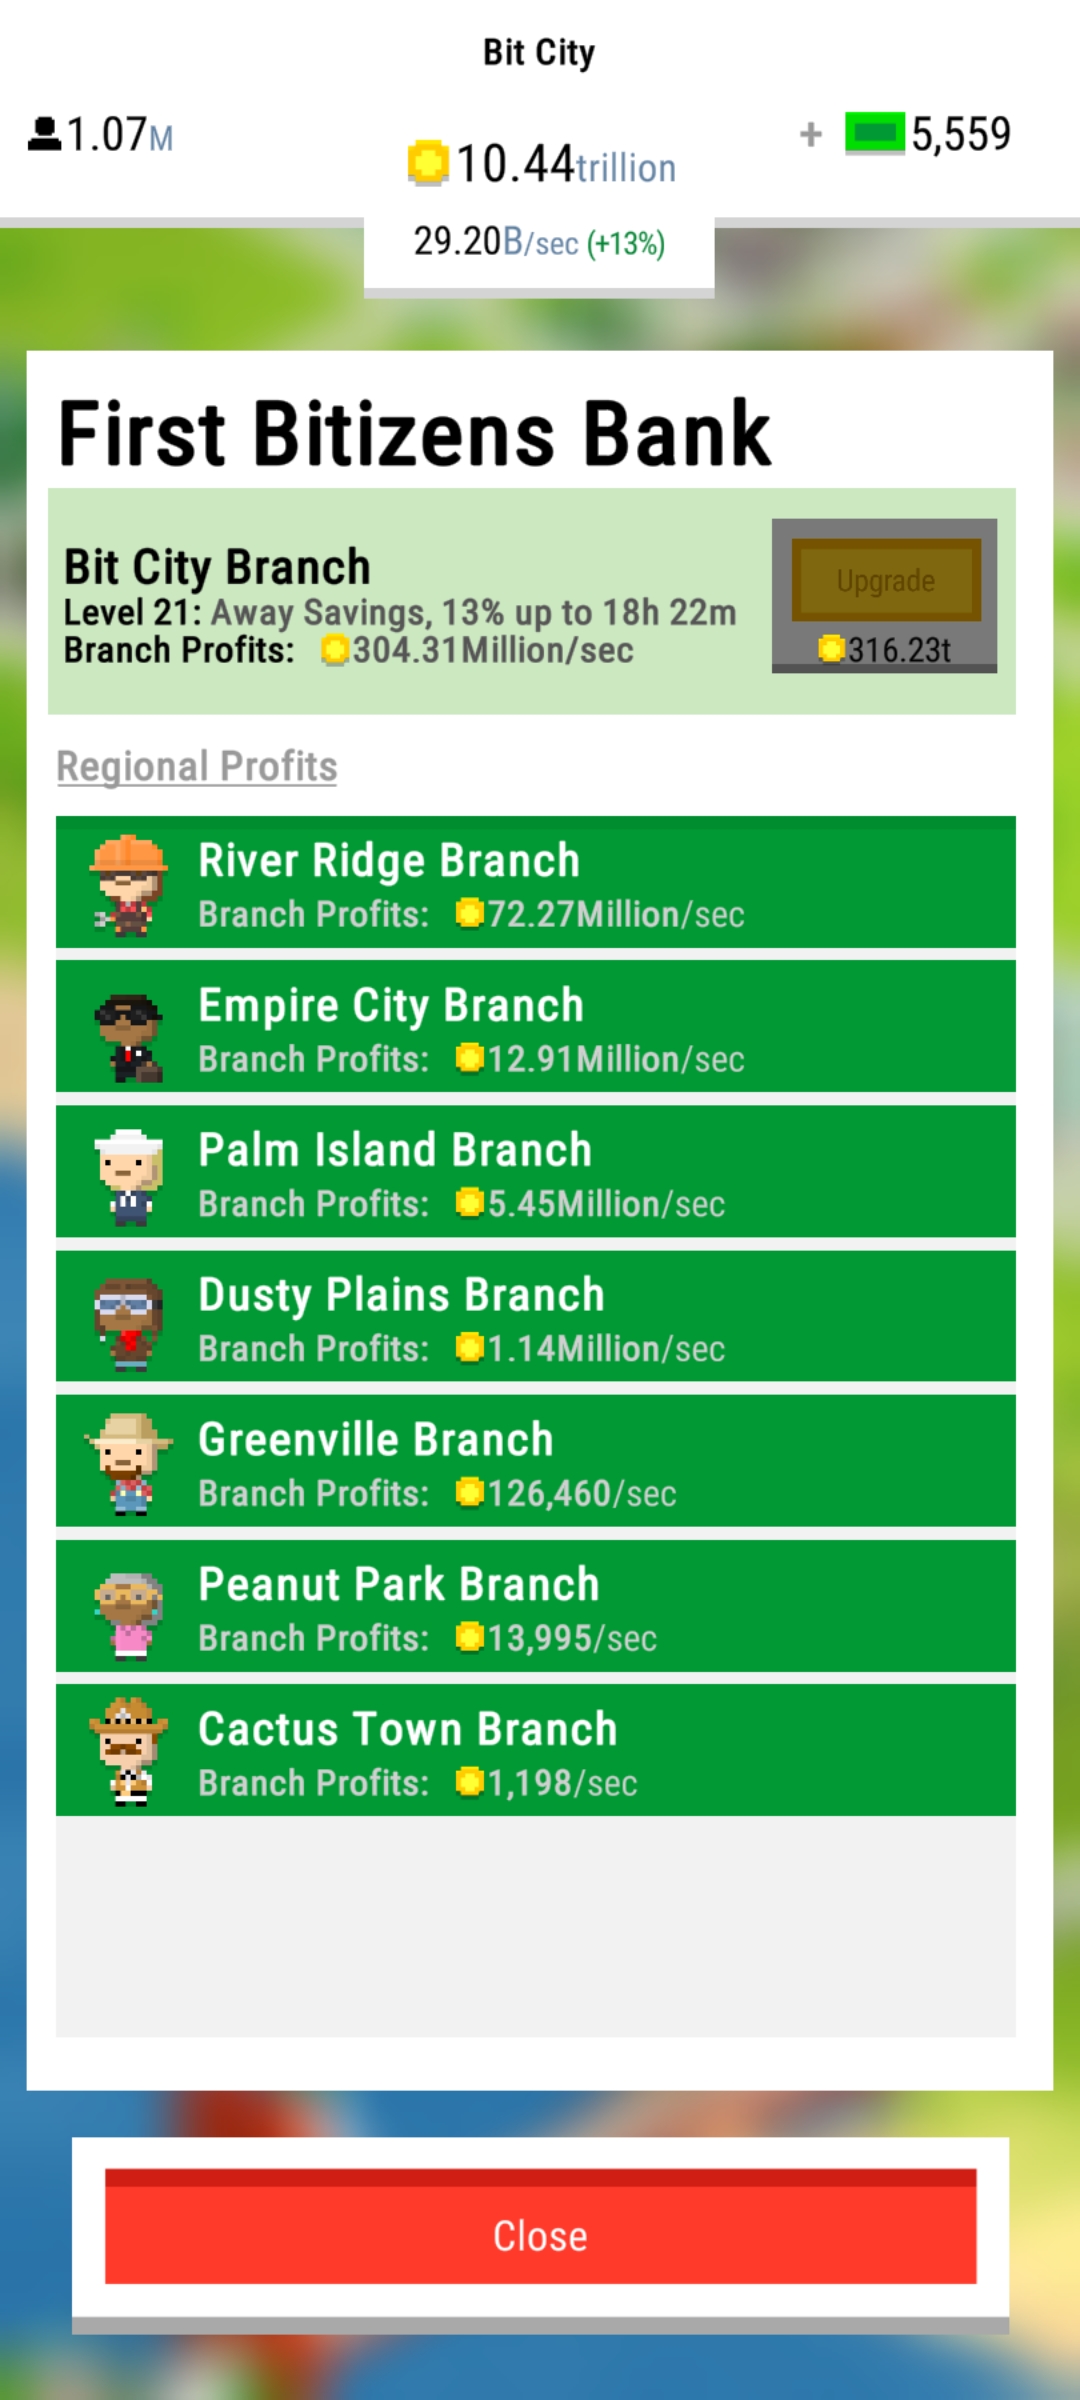 Bit City
1.07M
+ 5,559
10.44trillion
29.20B/sec (+13%)
First Bitizens Bank
Bit City Branch
Level 21: Away Savings, 13% up to 18h 22m
Branch Profits: 304.31Million/sec
Upgrade
316.23t
Regional Profits
River Ridge Branch
Branch Profits: 72.27Million/sec
Empire City Branch
Branch Profits: 12.91Million/sec
Palm Island Branch
Branch Profits: 5.45Million/sec
Dusty Plains Branch
Branch Profits: 1.14Million/sec
Greenville Branch
Branch Profits: 126,460/sec
Peanut Park Branch
Branch Profits: 13,995/sec
Cactus Town Branch
Branch Profits: 1,198/sec
Close